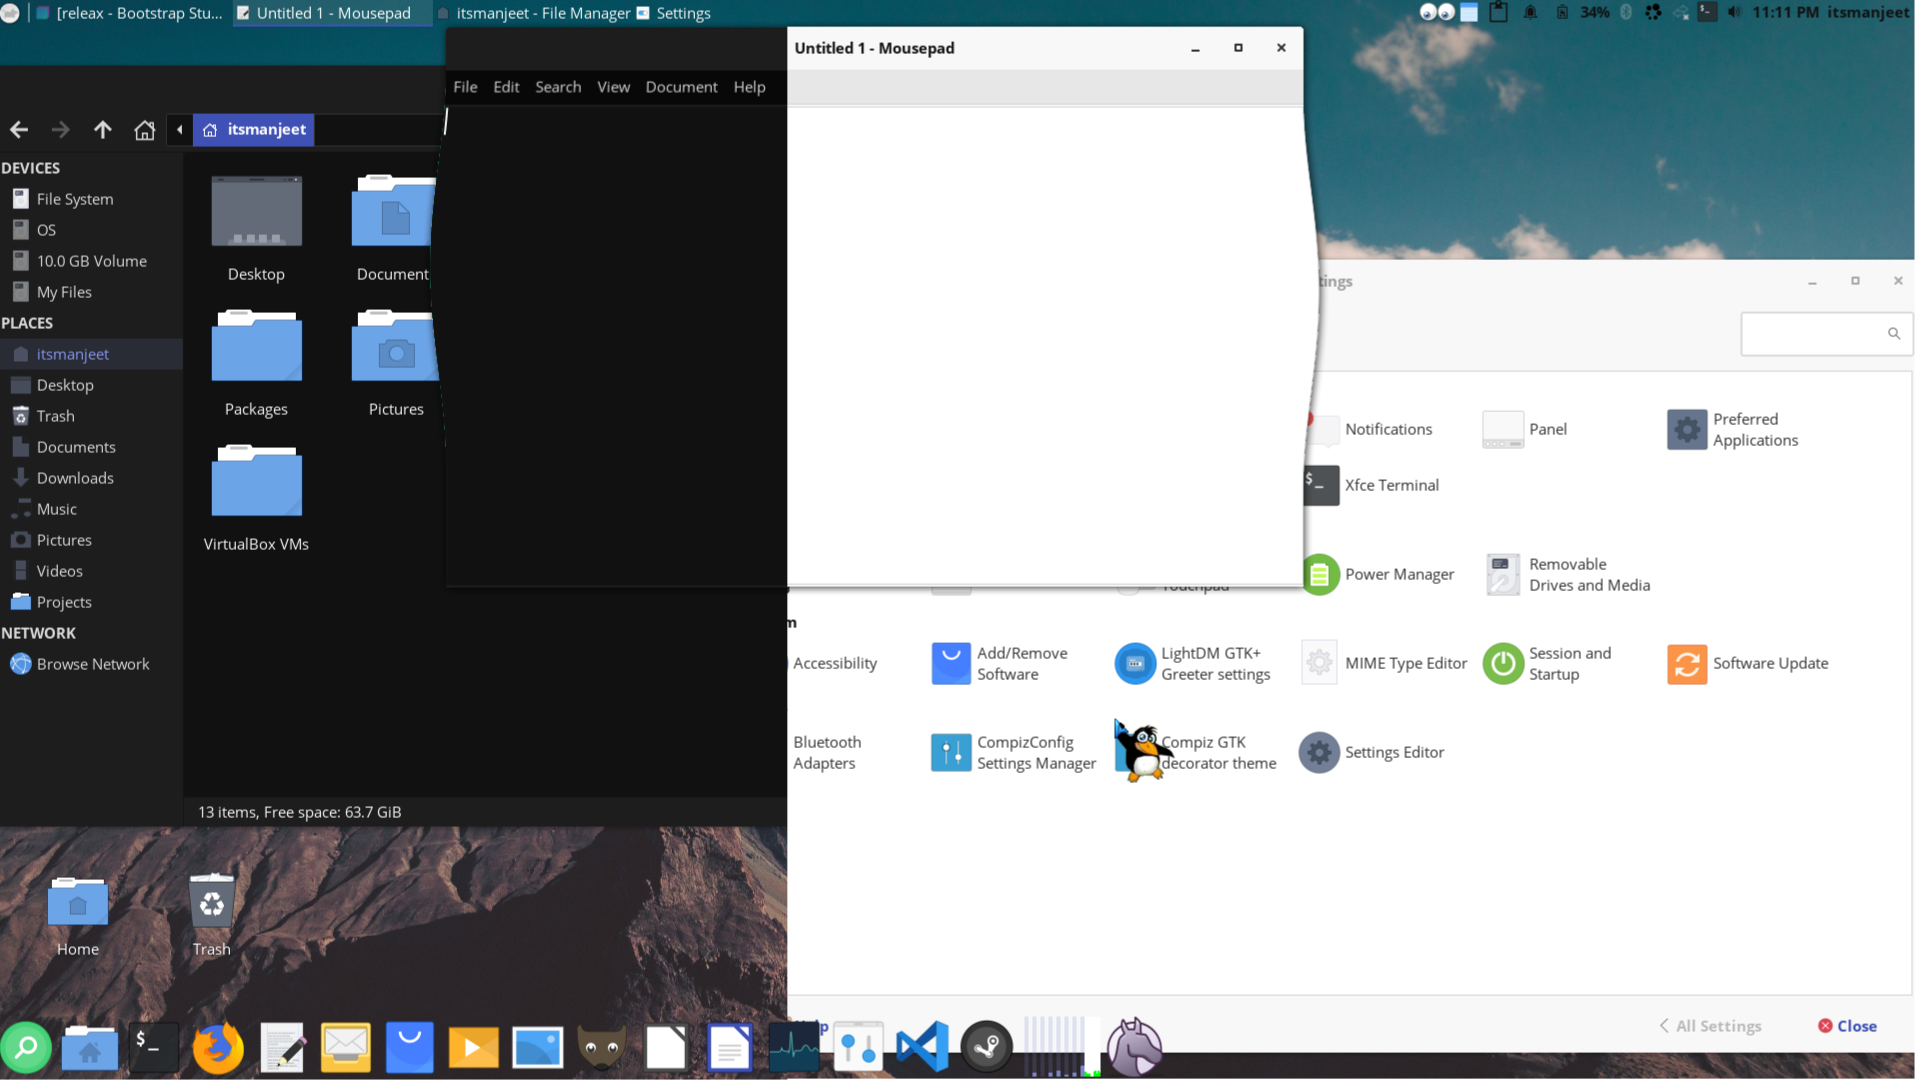 [releax - Bootstrap Stu...
Untitled 1 - Mousepad
itsmanjeet - File Manager
Settings
34%
11:11 PM
itsmanjeet
Untitled 1 - Mousepad
File Edit Search View Document Help
itsmanjeet
DEVICES
File System
OS
10.0 GB Volume
My Files
PLACES
itsmanjeet
Desktop
Trash
Documents
Downloads
Music
Pictures
Videos
Projects
NETWORK
Browse Network
Desktop
Document
Packages
Pictures
VirtualBox VMs
13 items, Free space: 63.7 GiB
tings
Notifications
Panel
Preferred
Applications
$_
Xfce Terminal
Touchpad
Power Manager
Removable
Drives and Media
m
Accessibility
Add/Remove
Software
LightDM GTK+
Greeter settings
MIME Type Editor
Session and
Startup
Software Update
Bluetooth
Adapters
CompizConfig
Settings Manager
Compiz GTK
decorator theme
Settings Editor
Home
Trash
$_
lp
All Settings
Close